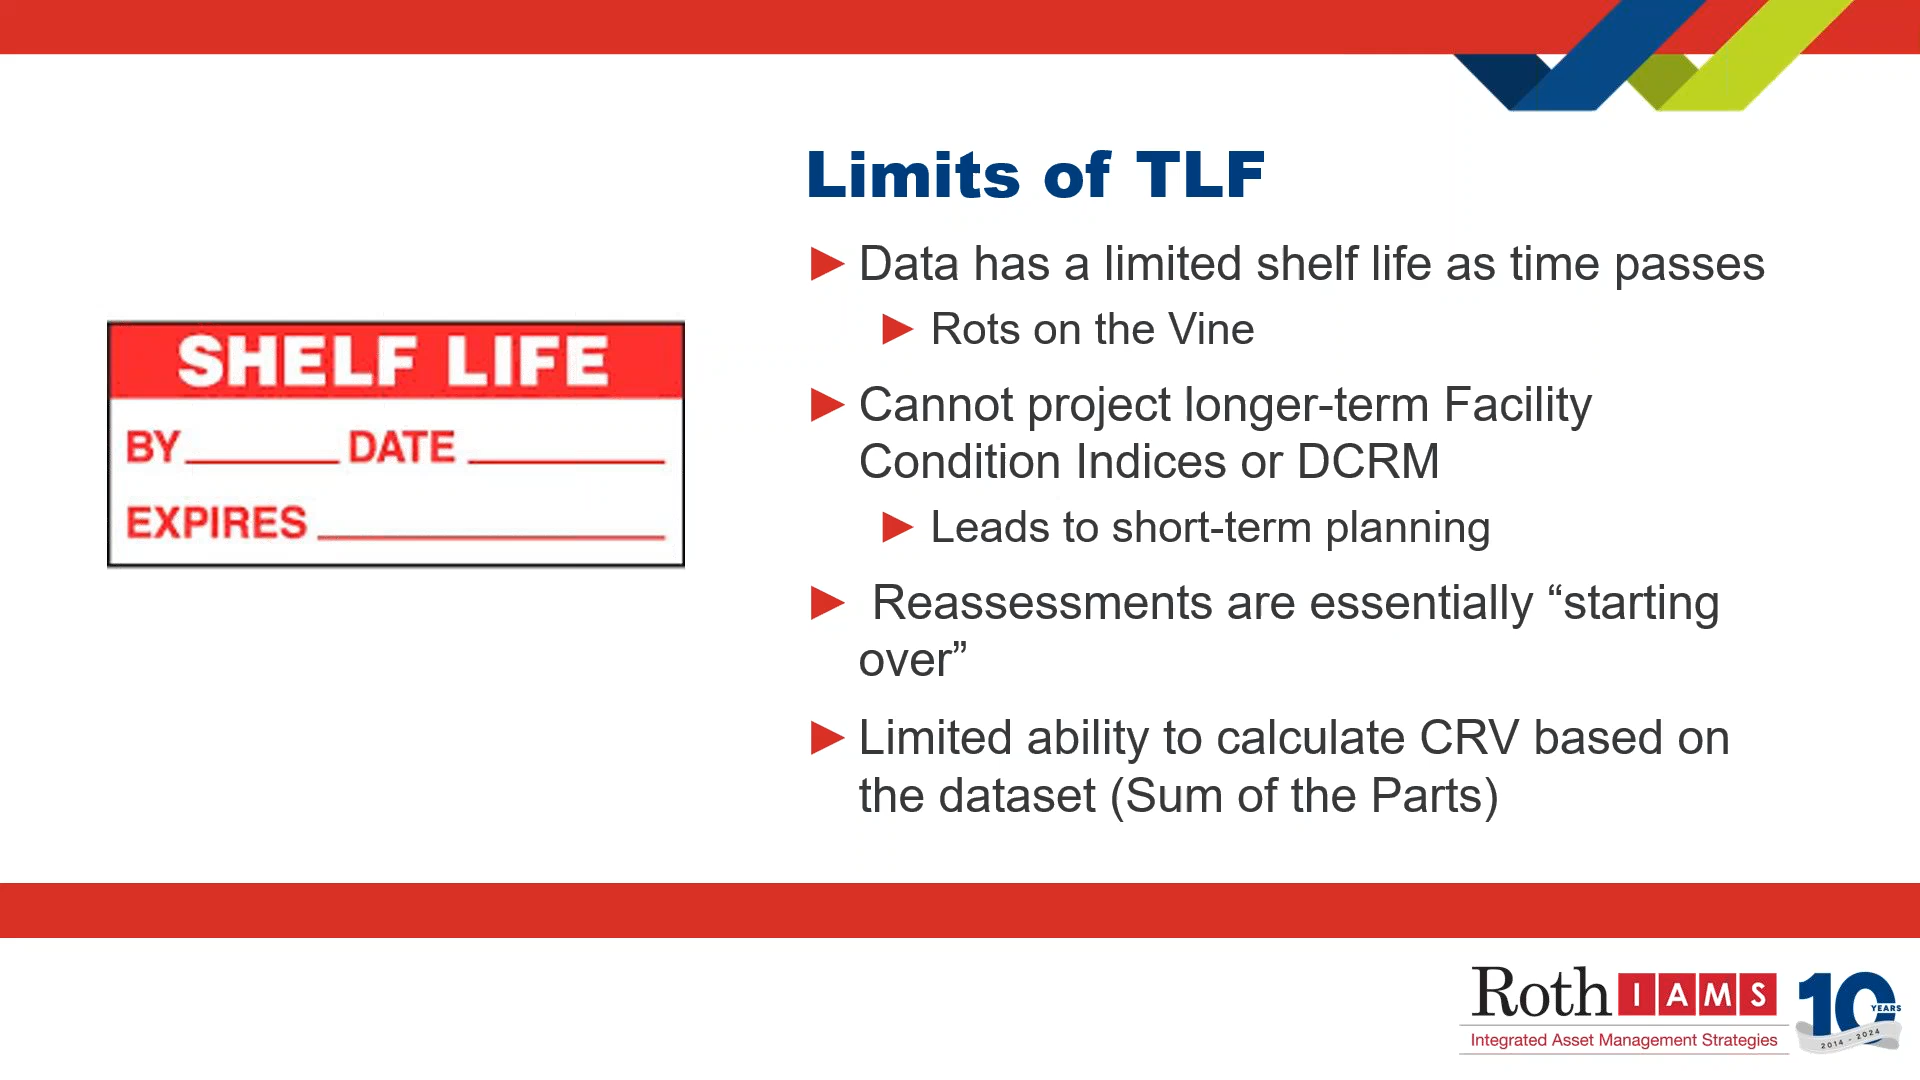 Limits of TLF
Data has a limited shelf life as time passes
Rots on the Vine
Cannot project longer-term Facility
Condition Indices or DCRM
Leads to short-term planning
Reassessments are essentially “starting
over”
Limited ability to calculate CRV based on
the dataset (Sum of the Parts)
SHELF LIFE
BY DATE
EXPIRES
Roth IAMS
Integrated Asset Management Strategies
10 YEARS
2014 - 2024